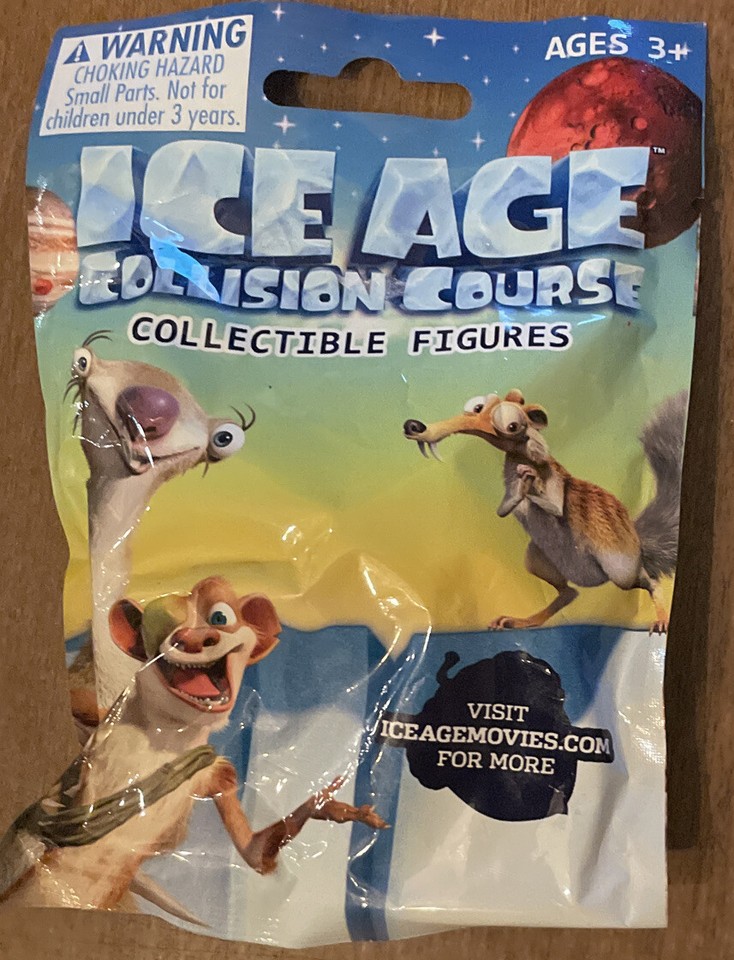 ⚠ WARNING
CHOKING HAZARD
Small Parts. Not for
children under 3 years.
AGES 3+
ICE AGE™
COLLISION COURSE
COLLECTIBLE FIGURES
VISIT
ICEAGEMOVIES.COM
FOR MORE